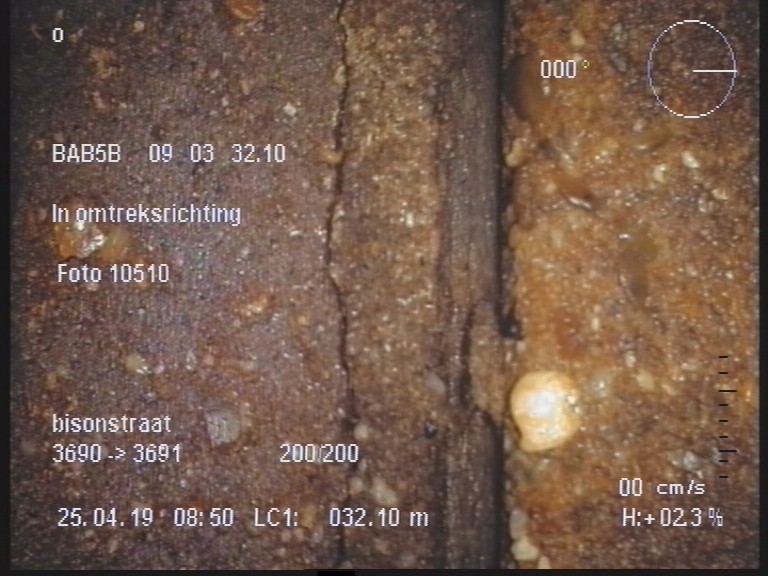 0
000°
BAB5B 09 03 32.10
In omtreksrichting
Foto 10510
bisonstraat
3690 -> 3691 200/200
00 cm/s
25.04.19 08:50 LC1: 032.10 m H:+02.3 %